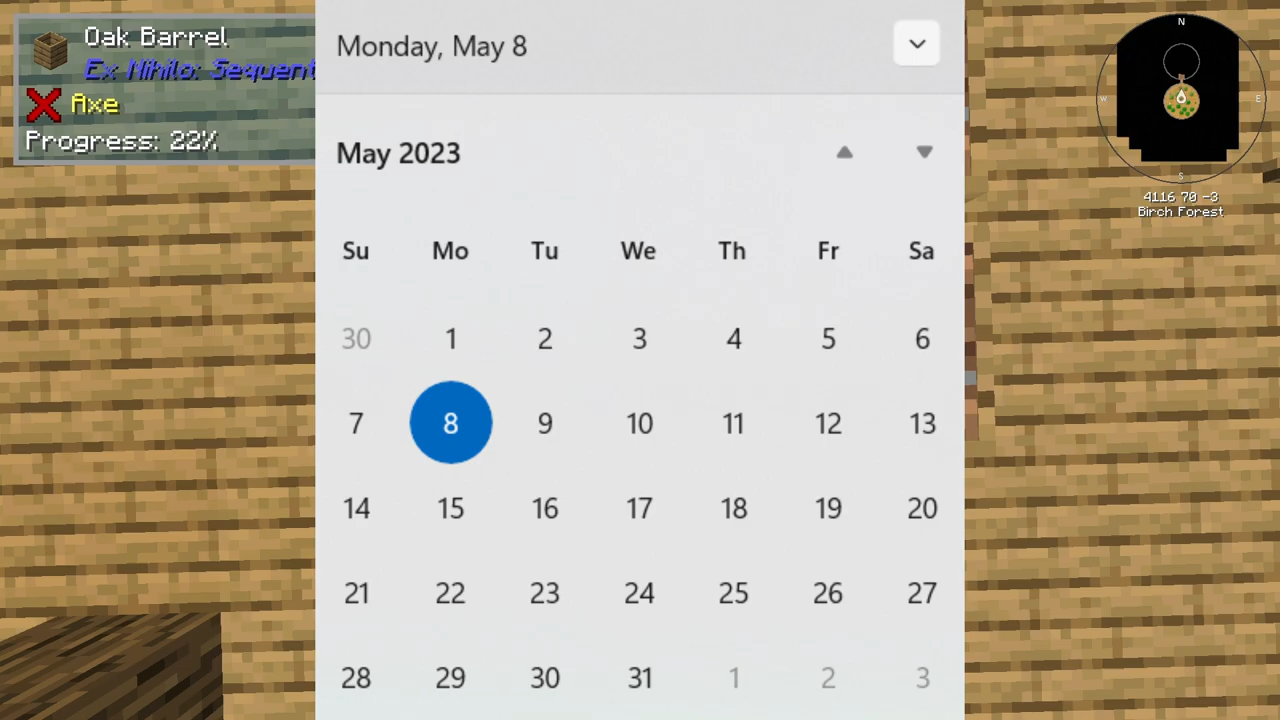 Oak Barrel
Ex Nihilo: Sequent
Axe
Progress: 22%
Monday, May 8
May 2023
Su Mo Tu We Th Fr Sa
30 1 2 3 4 5 6
7 8 9 10 11 12 13
14 15 16 17 18 19 20
21 22 23 24 25 26 27
28 29 30 31 1 2 3
N
W E
S
4116 70 -3
Birch Forest